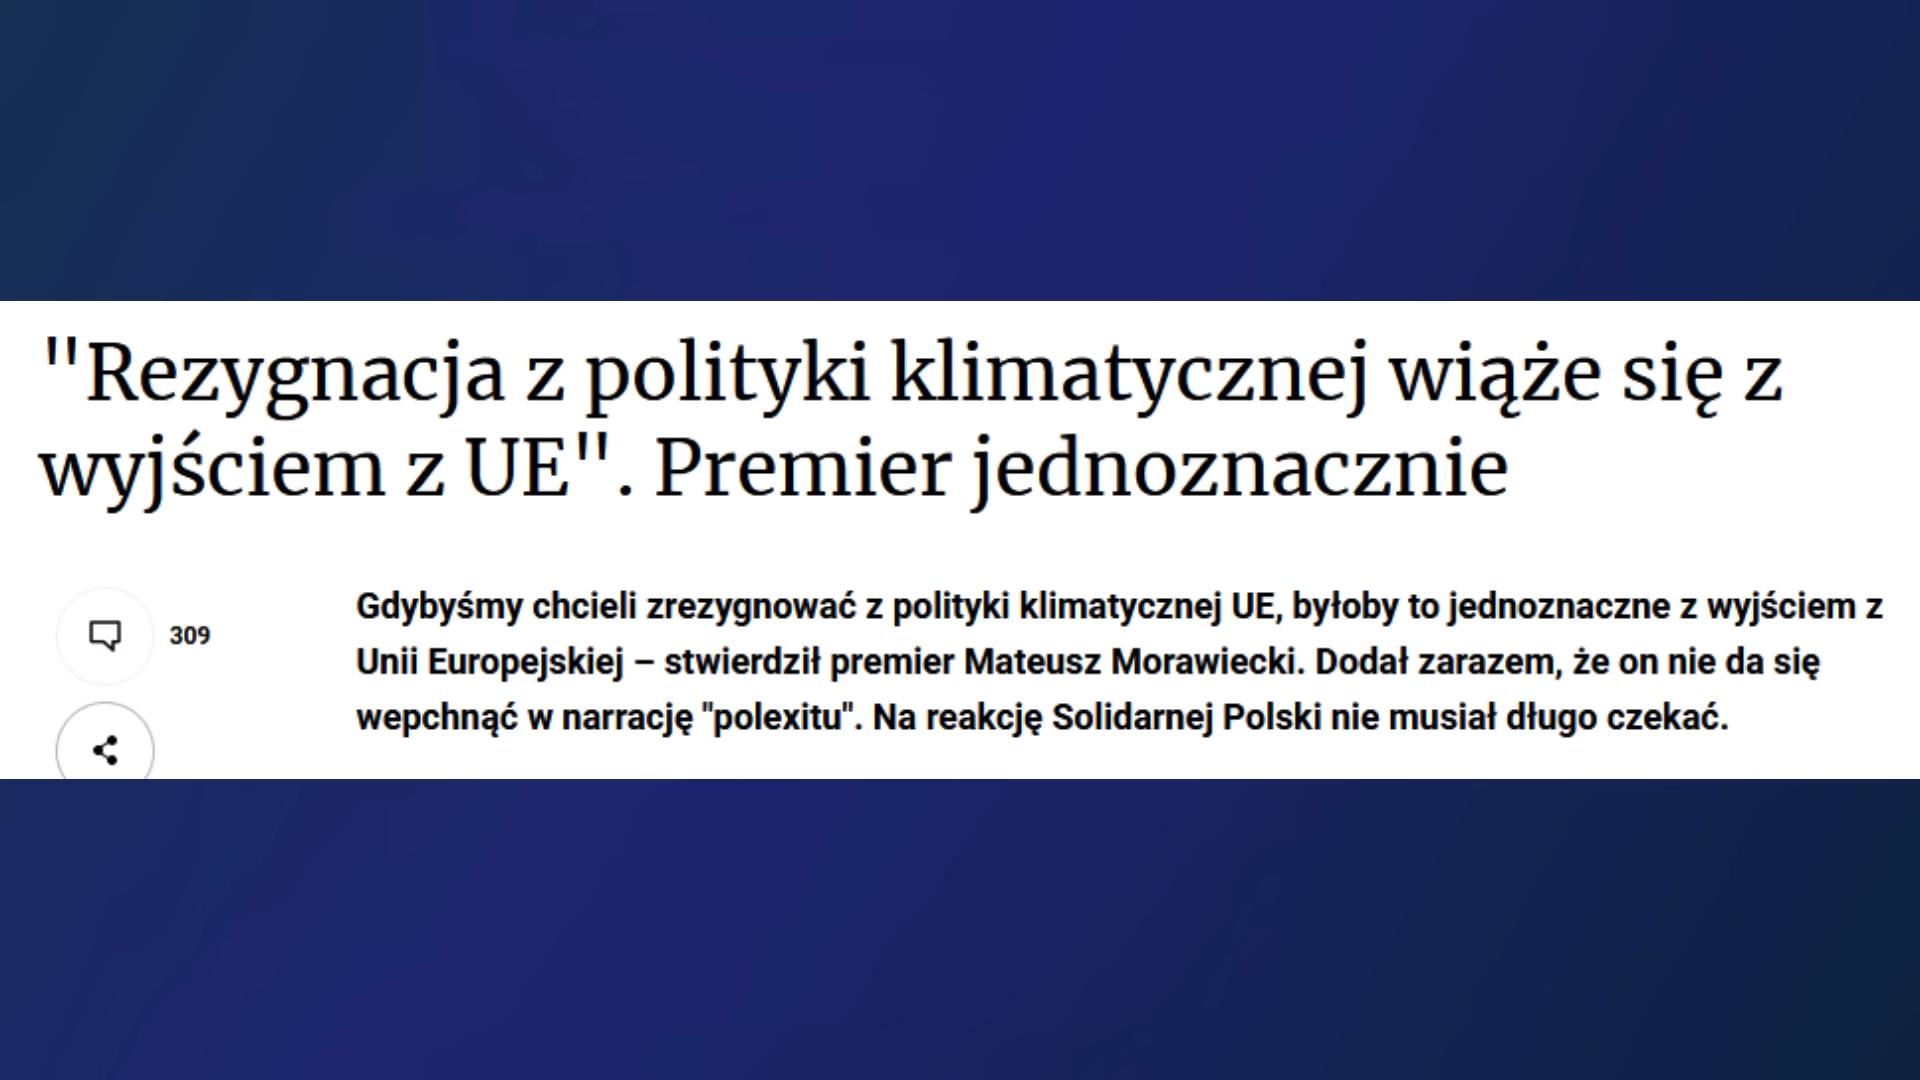 "Rezygnacja z polityki klimatycznej wiąże się z
wyjściem z UE". Premier jednoznacznie
309
Gdybyśmy chcieli zrezygnować z polityki klimatycznej UE, byłoby to jednoznaczne z wyjściem z
Unii Europejskiej – stwierdził premier Mateusz Morawiecki. Dodał zarazem, że on nie da się
wepchnąć w narrację "polexitu". Na reakcję Solidarnej Polski nie musiał długo czekać.